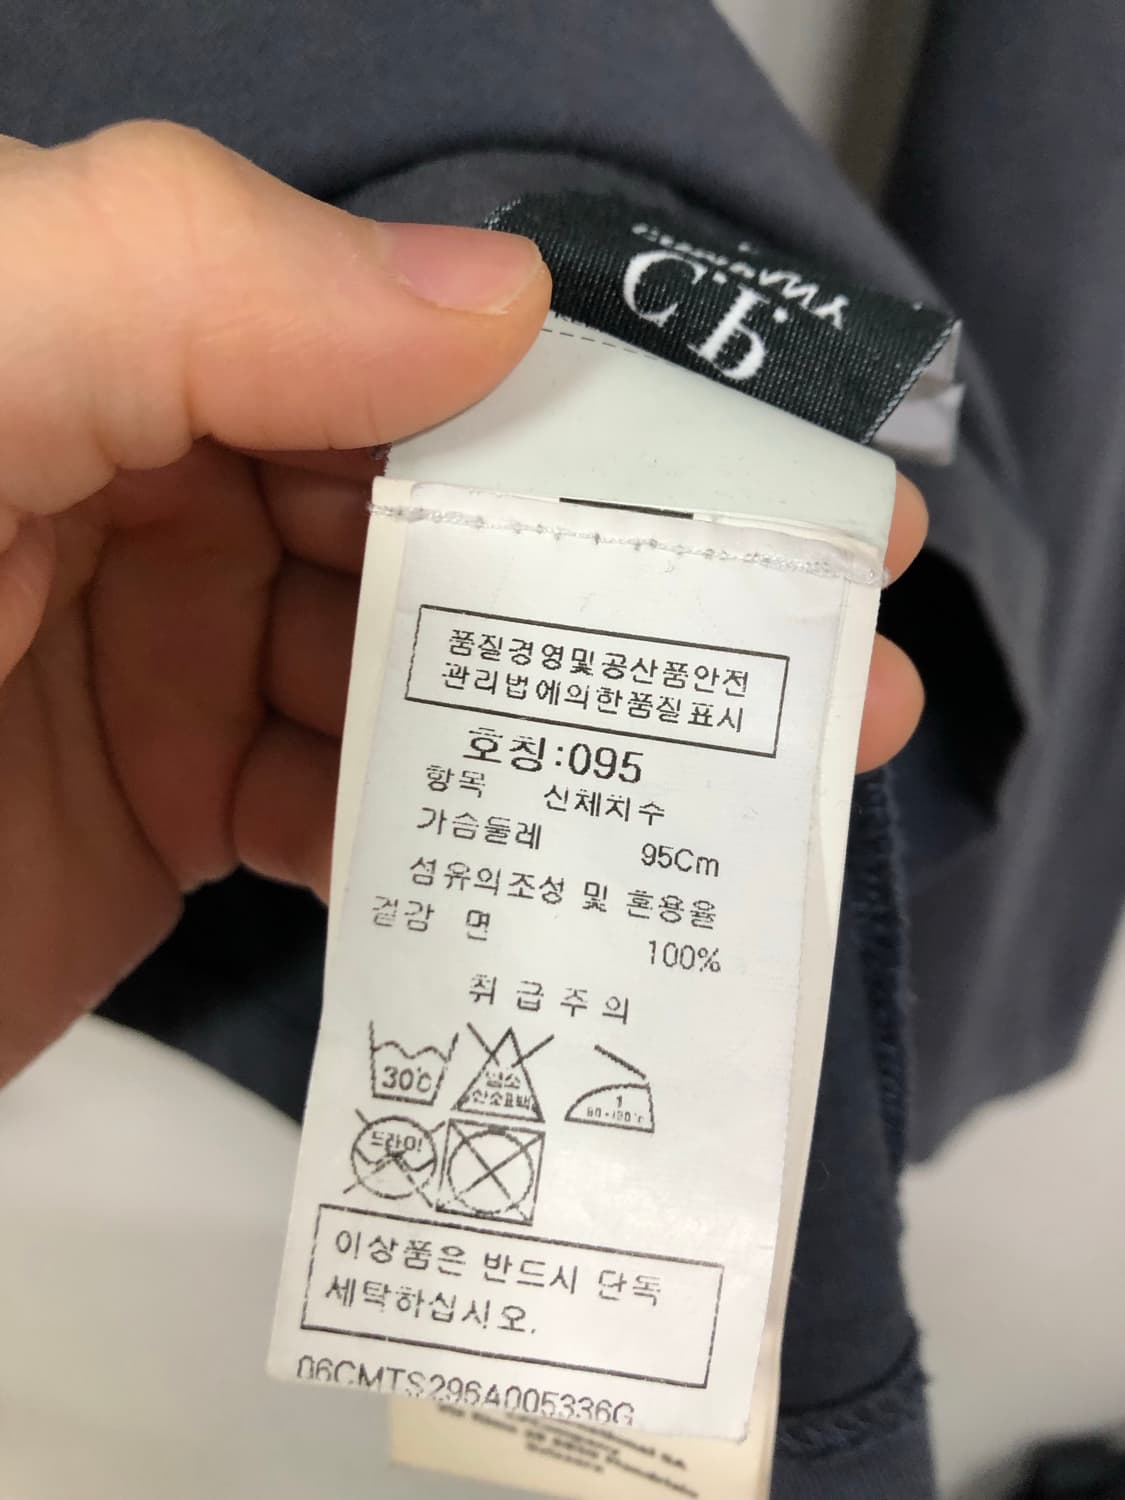 C.P.
품질경영및공산품안전
관리법에의한품질표시
호칭:095
항목 신체치수
가슴둘레 95Cm
섬유의조성 및 혼용율
겉감 면 100%
취급주의
30℃
염소
산소표백
1
80-120℃
드라이
이상품은 반드시 단독
세탁하십시오.
06CMTS296A005336G